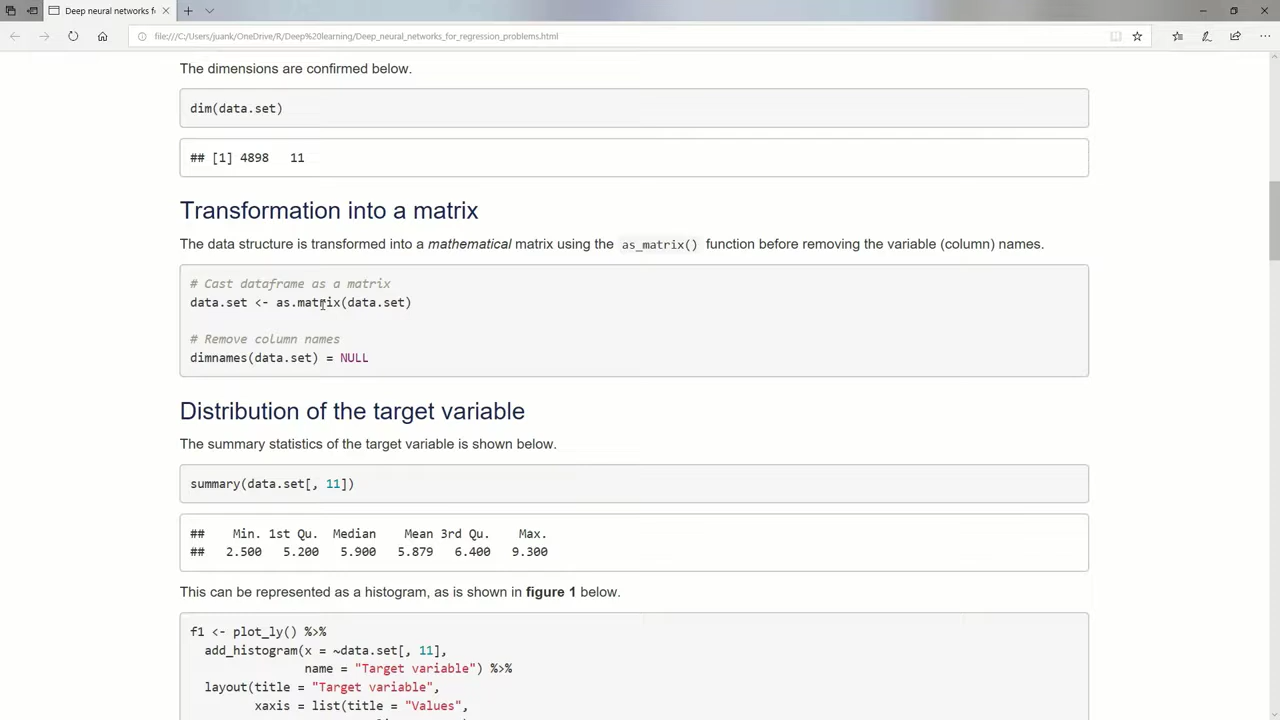 Deep neural networks f
file:///C:/Users/juank/OneDrive/R/Deep%20learning/Deep_neural_networks_for_regression_problems.html
The dimensions are confirmed below.
dim(data.set)
## [1] 4898   11
Transformation into a matrix
The data structure is transformed into a mathematical matrix using the as_matrix() function before removing the variable (column) names.
# Cast dataframe as a matrix
data.set <- as.matrix(data.set)
# Remove column names
dimnames(data.set) = NULL
Distribution of the target variable
The summary statistics of the target variable is shown below.
summary(data.set[, 11])
##    Min. 1st Qu.  Median    Mean 3rd Qu.    Max.
##   2.500   5.200   5.900   5.879   6.400   9.300
This can be represented as a histogram, as is shown in figure 1 below.
f1 <- plot_ly() %>%
  add_histogram(x = ~data.set[, 11],
                name = "Target variable") %>%
  layout(title = "Target variable",
         xaxis = list(title = "Values",